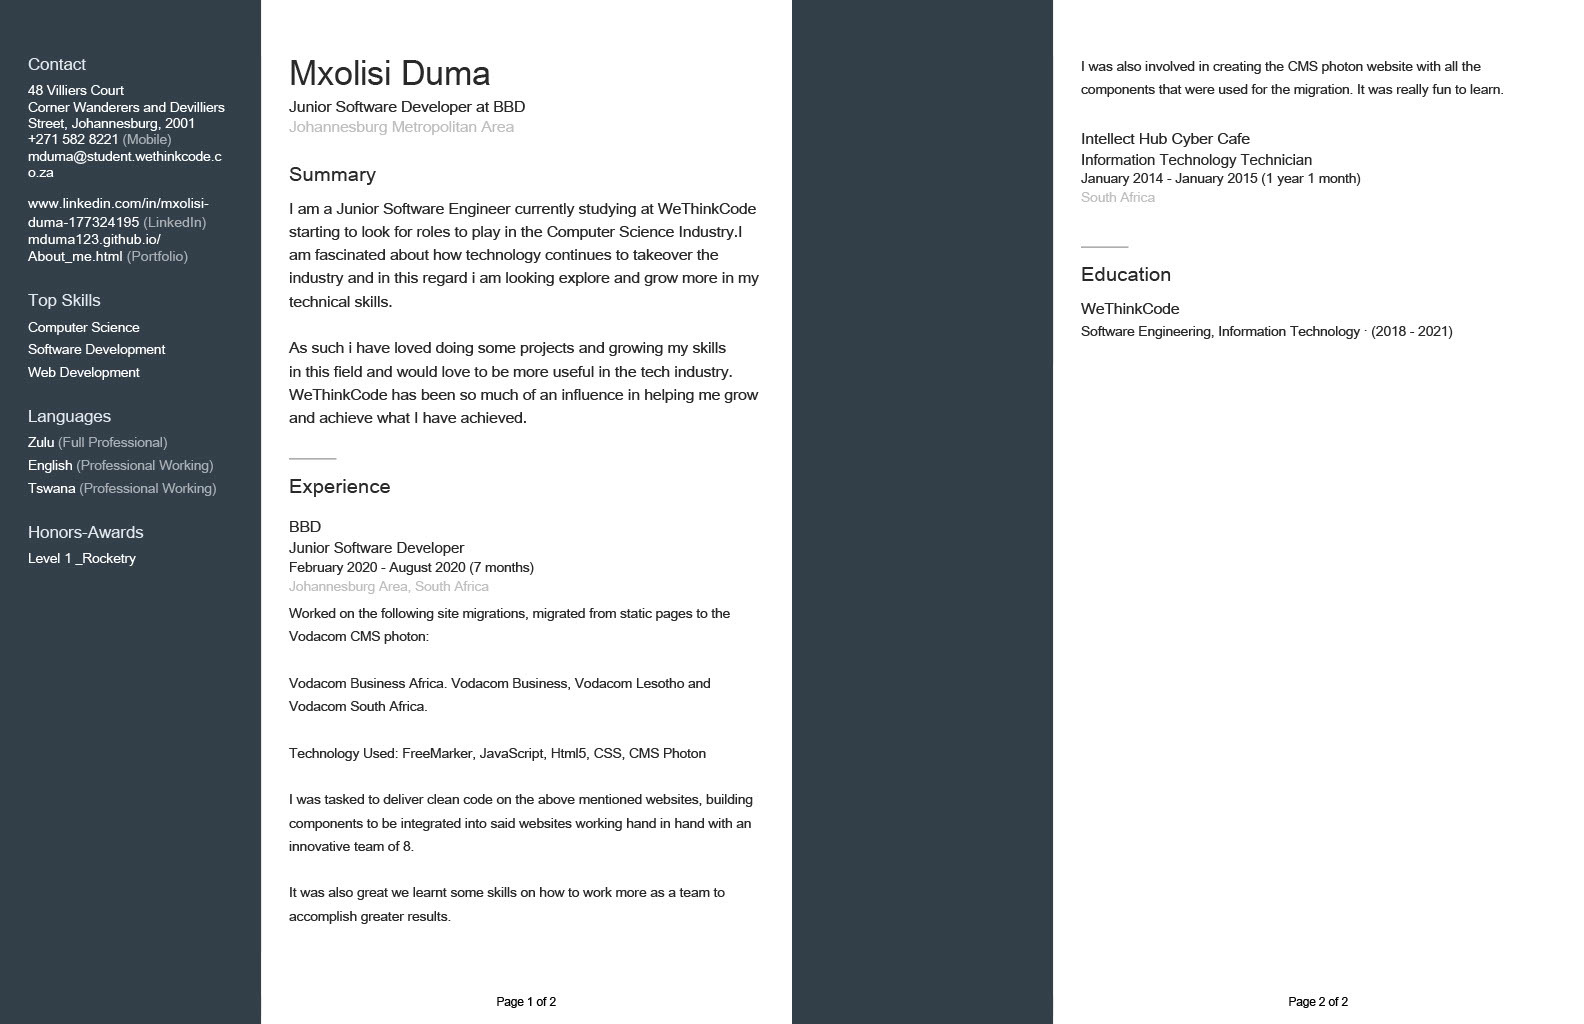 Contact
48 Villiers Court
Corner Wanderers and Devilliers
Street, Johannesburg, 2001
+271 582 8221 (Mobile)
mduma@student.wethinkcode.c
o.za
www.linkedin.com/in/mxolisi-
duma-177324195 (LinkedIn)
mduma123.github.io/
About_me.html (Portfolio)
Top Skills
Computer Science
Software Development
Web Development
Languages
Zulu (Full Professional)
English (Professional Working)
Tswana (Professional Working)
Honors-Awards
Level 1 _Rocketry
Mxolisi Duma
Junior Software Developer at BBD
Johannesburg Metropolitan Area
Summary
I am a Junior Software Engineer currently studying at WeThinkCode
starting to look for roles to play in the Computer Science Industry.I
am fascinated about how technology continues to takeover the
industry and in this regard i am looking explore and grow more in my
technical skills.
As such i have loved doing some projects and growing my skills
in this field and would love to be more useful in the tech industry.
WeThinkCode has been so much of an influence in helping me grow
and achieve what I have achieved.
Experience
BBD
Junior Software Developer
February 2020 - August 2020 (7 months)
Johannesburg Area, South Africa
Worked on the following site migrations, migrated from static pages to the
Vodacom CMS photon:
Vodacom Business Africa. Vodacom Business, Vodacom Lesotho and
Vodacom South Africa.
Technology Used: FreeMarker, JavaScript, Html5, CSS, CMS Photon
I was tasked to deliver clean code on the above mentioned websites, building
components to be integrated into said websites working hand in hand with an
innovative team of 8.
It was also great we learnt some skills on how to work more as a team to
accomplish greater results.
Page 1 of 2
I was also involved in creating the CMS photon website with all the
components that were used for the migration. It was really fun to learn.
Intellect Hub Cyber Cafe
Information Technology Technician
January 2014 - January 2015 (1 year 1 month)
South Africa
Education
WeThinkCode
Software Engineering, Information Technology · (2018 - 2021)
Page 2 of 2